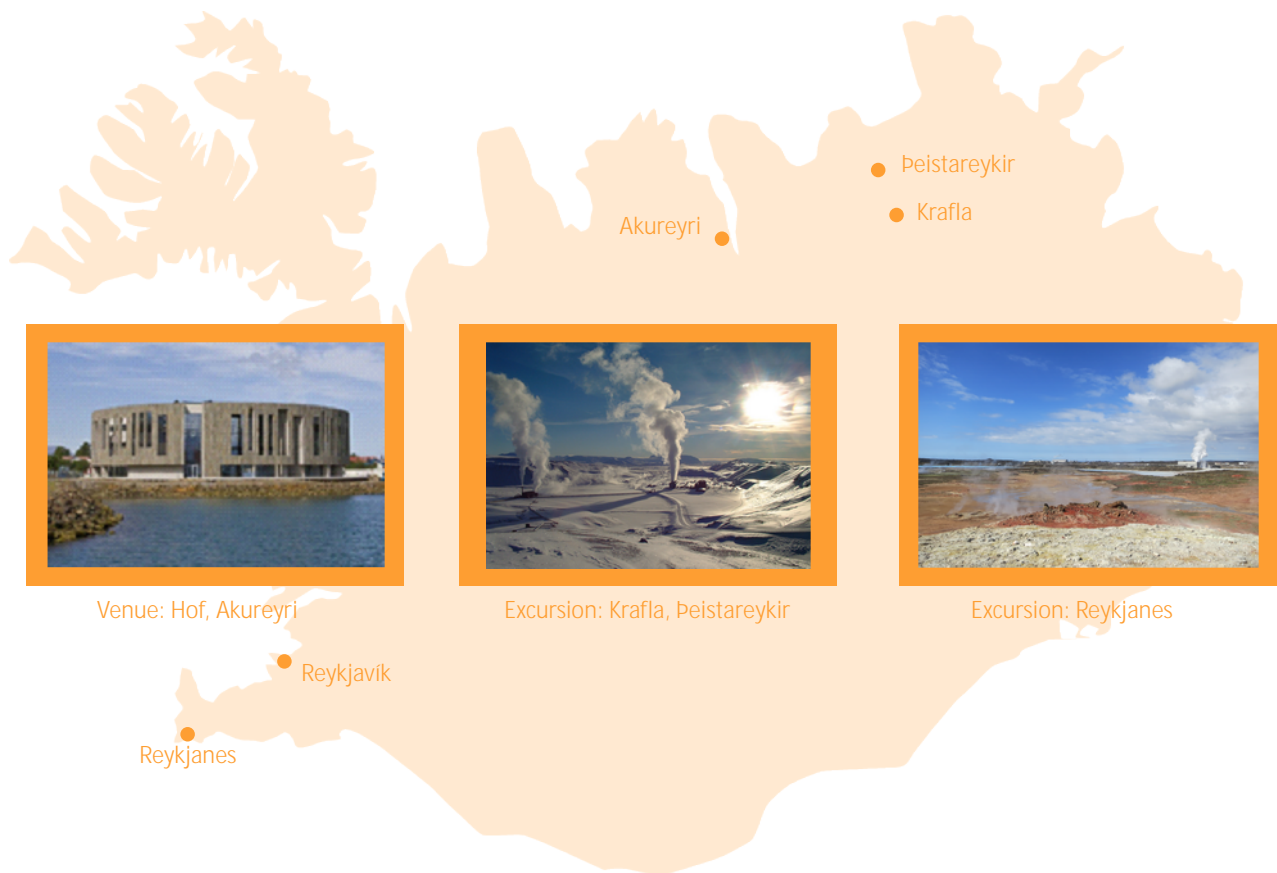 Þeistareykir
Krafla
Akureyri
Venue: Hof, Akureyri
Excursion: Krafla, Þeistareykir
Excursion: Reykjanes
Reykjavík
Reykjanes